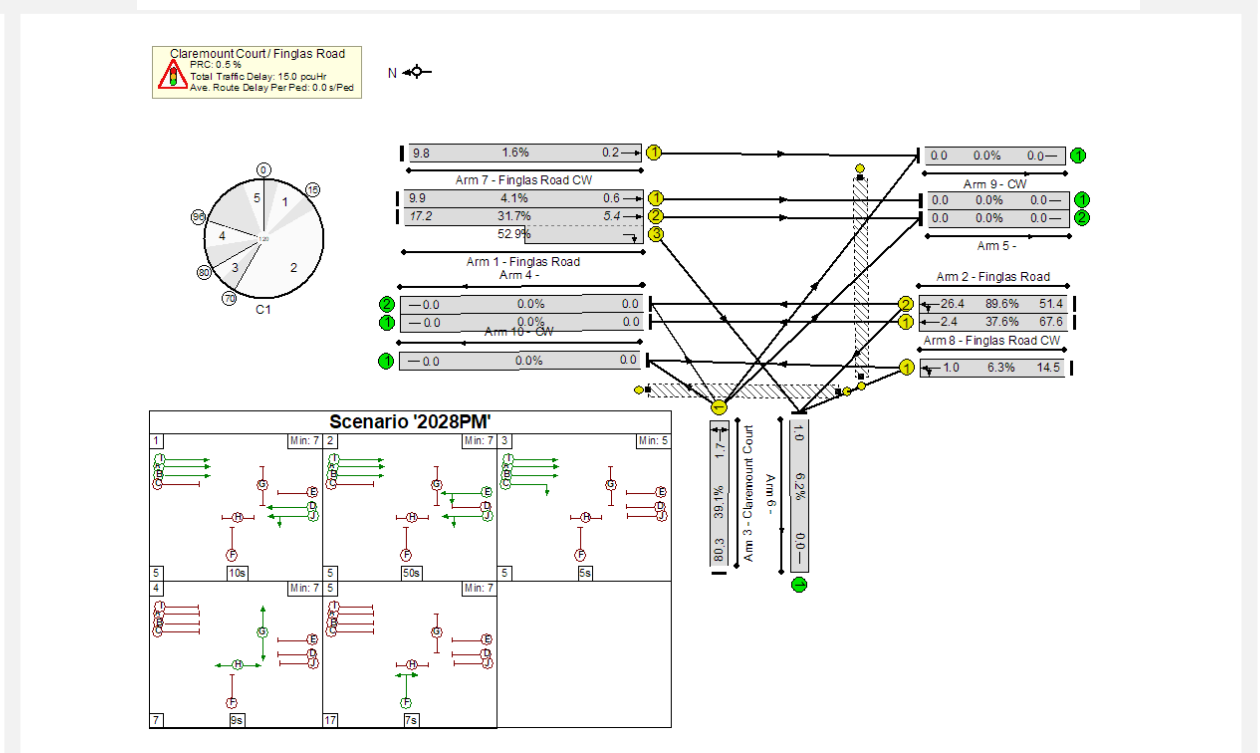 Claremount Court/ Finglas Road
PRC: 0.5 %
Total Traffic Delay: 15.0 pcuHr
Ave. Route Delay Per Ped: 0.0 s/Ped
N
0
15
70
80
96
120
5
1
2
3
4
C1
9.8 1.6% 0.2 1
Arm 7 - Finglas Road CW
9.9 4.1% 0.6 1
17.2 31.7% 5.4 2
52.9% 3
Arm 1 - Finglas Road
Arm 4 -
2 0.0 0.0% 0.0
1 0.0 0.0% 0.0
Arm 10 - CW
1 0.0 0.0% 0.0
0.0 0.0% 0.0 1
Arm 9 - CW
0.0 0.0% 0.0 1
0.0 0.0% 0.0 2
Arm 5 -
Arm 2 - Finglas Road
2 26.4 89.6% 51.4
1 2.4 37.6% 67.6
Arm 8 - Finglas Road CW
1 1.0 6.3% 14.5
1
80.3 39.1% 1.7
Arm 3 - Claremount Court
Arm 6 -
1.0 6.2% 0.0
1
Scenario '2028PM'
1 Min: 7
I
A
B
C
G
E
D
J
H
F
5 10s
2 Min: 7
I
A
B
C
G
E
D
J
H
F
5 50s
3 Min: 5
I
A
B
C
G
E
D
J
H
F
5 5s
4 Min: 7
I
A
B
C
G
E
D
J
H
F
7 9s
5 Min: 7
I
A
B
C
G
E
D
J
H
F
17 7s